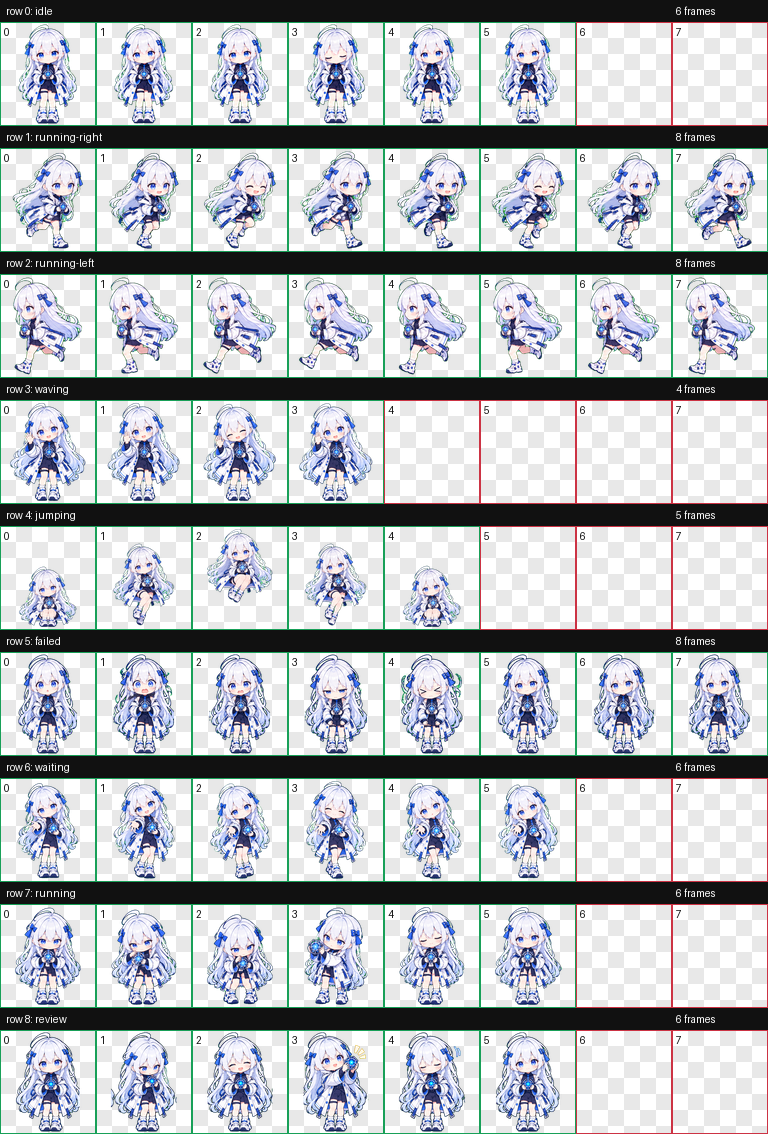 row 0: idle 6 frames
0 1 2 3 4 5 6 7
row 1: running-right 8 frames
0 1 2 3 4 5 6 7
row 2: running-left 8 frames
0 1 2 3 4 5 6 7
row 3: waving 4 frames
0 1 2 3 4 5 6 7
row 4: jumping 5 frames
0 1 2 3 4 5 6 7
row 5: failed 8 frames
0 1 2 3 4 5 6 7
row 6: waiting 6 frames
0 1 2 3 4 5 6 7
row 7: running 6 frames
0 1 2 3 4 5 6 7
row 8: review 6 frames
0 1 2 3 4 5 6 7